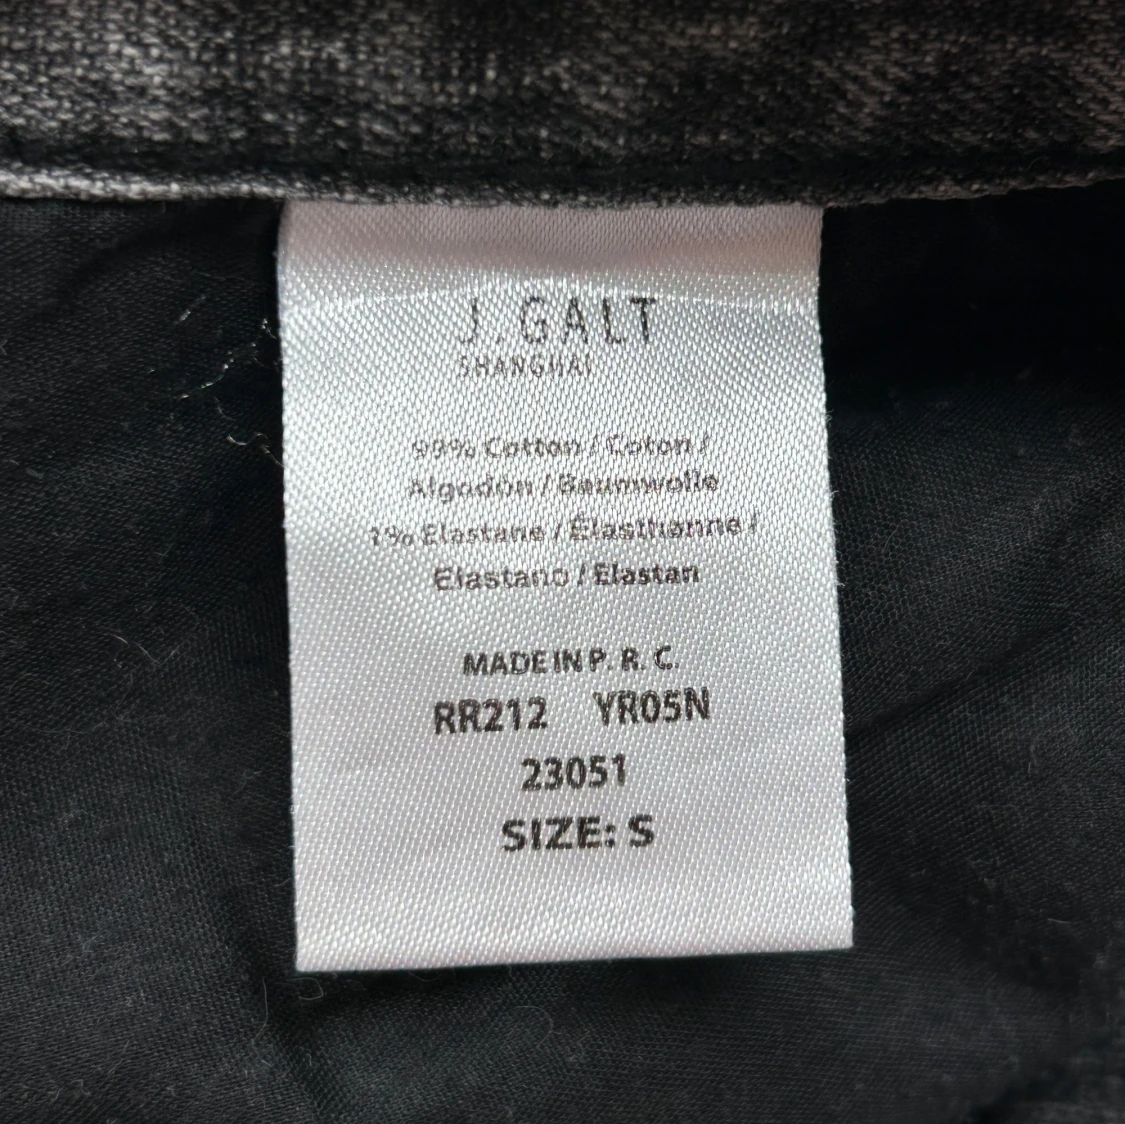 J.GALT
SHANGHAI
99% Cotton / Coton /
Algodón / Baumwolle
1% Elastane / Élasthanne /
Elastano / Elastan
MADE IN P. R. C.
RR212 YR05N
23051
SIZE: S